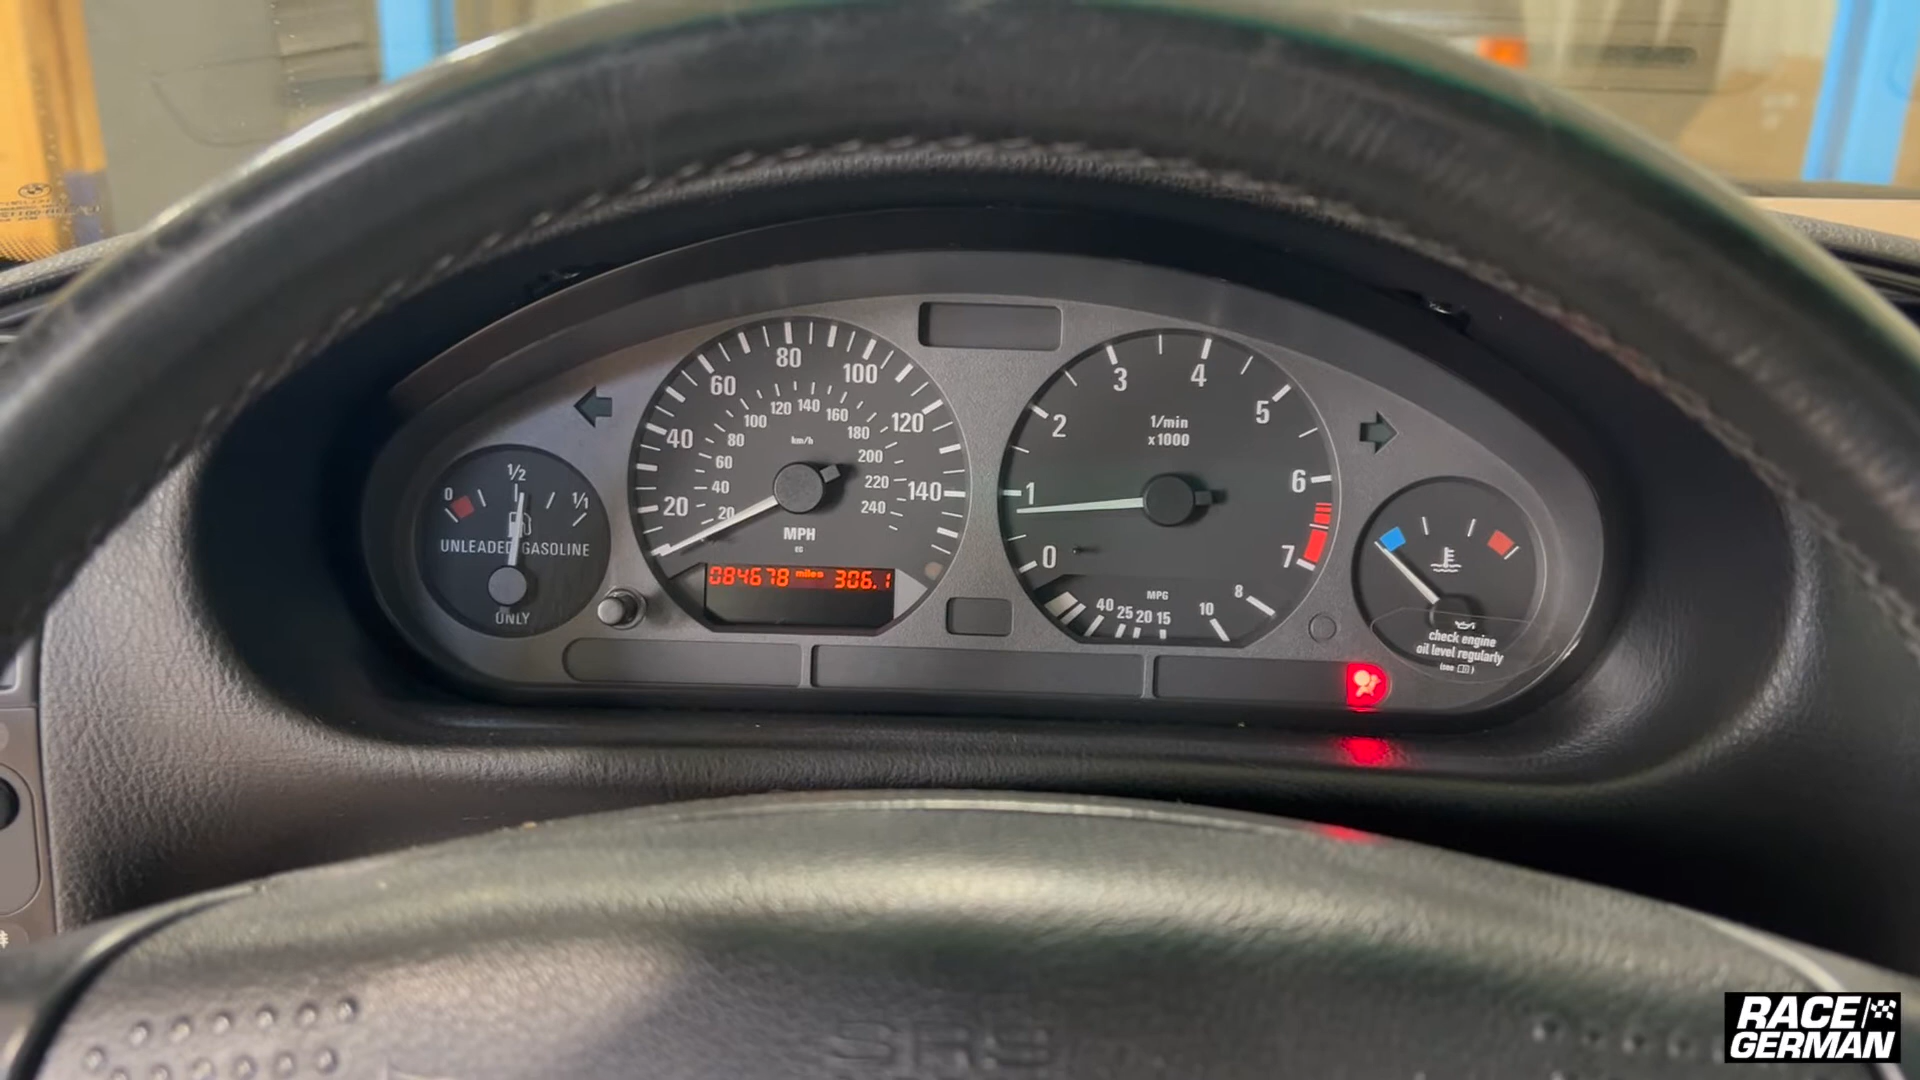 0
1/2
1/1
UNLEADED GASOLINE
ONLY
20
40
60
80
100
120
140
20
40
60
80
100
120
140
160
180
200
220
240
km/h
MPH
EG
084678 miles 306.1
0
1
2
3
4
5
6
7
1/min
x1000
MPG
40 25 20 15 10 8
check engine
oil level regularly
(see
SRS
RACE
GERMAN